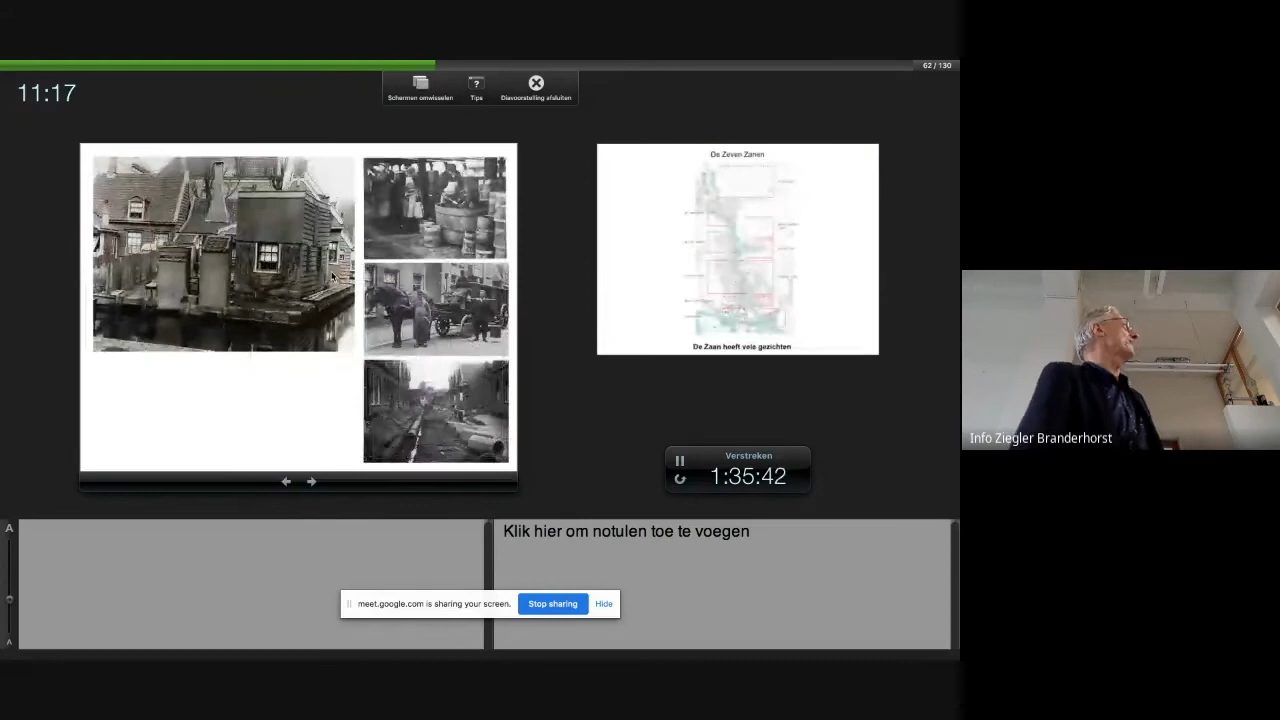 62 / 130
11:17
Schermen omwisselen
Tips
Diavoorstelling afsluiten
De Zeven Zanen
De Zaan heeft vele gezichten
Verstreken
1:35:42
A
Klik hier om notulen toe te voegen
meet.google.com is sharing your screen.
Stop sharing
Hide
A
Info Ziegler Branderhorst